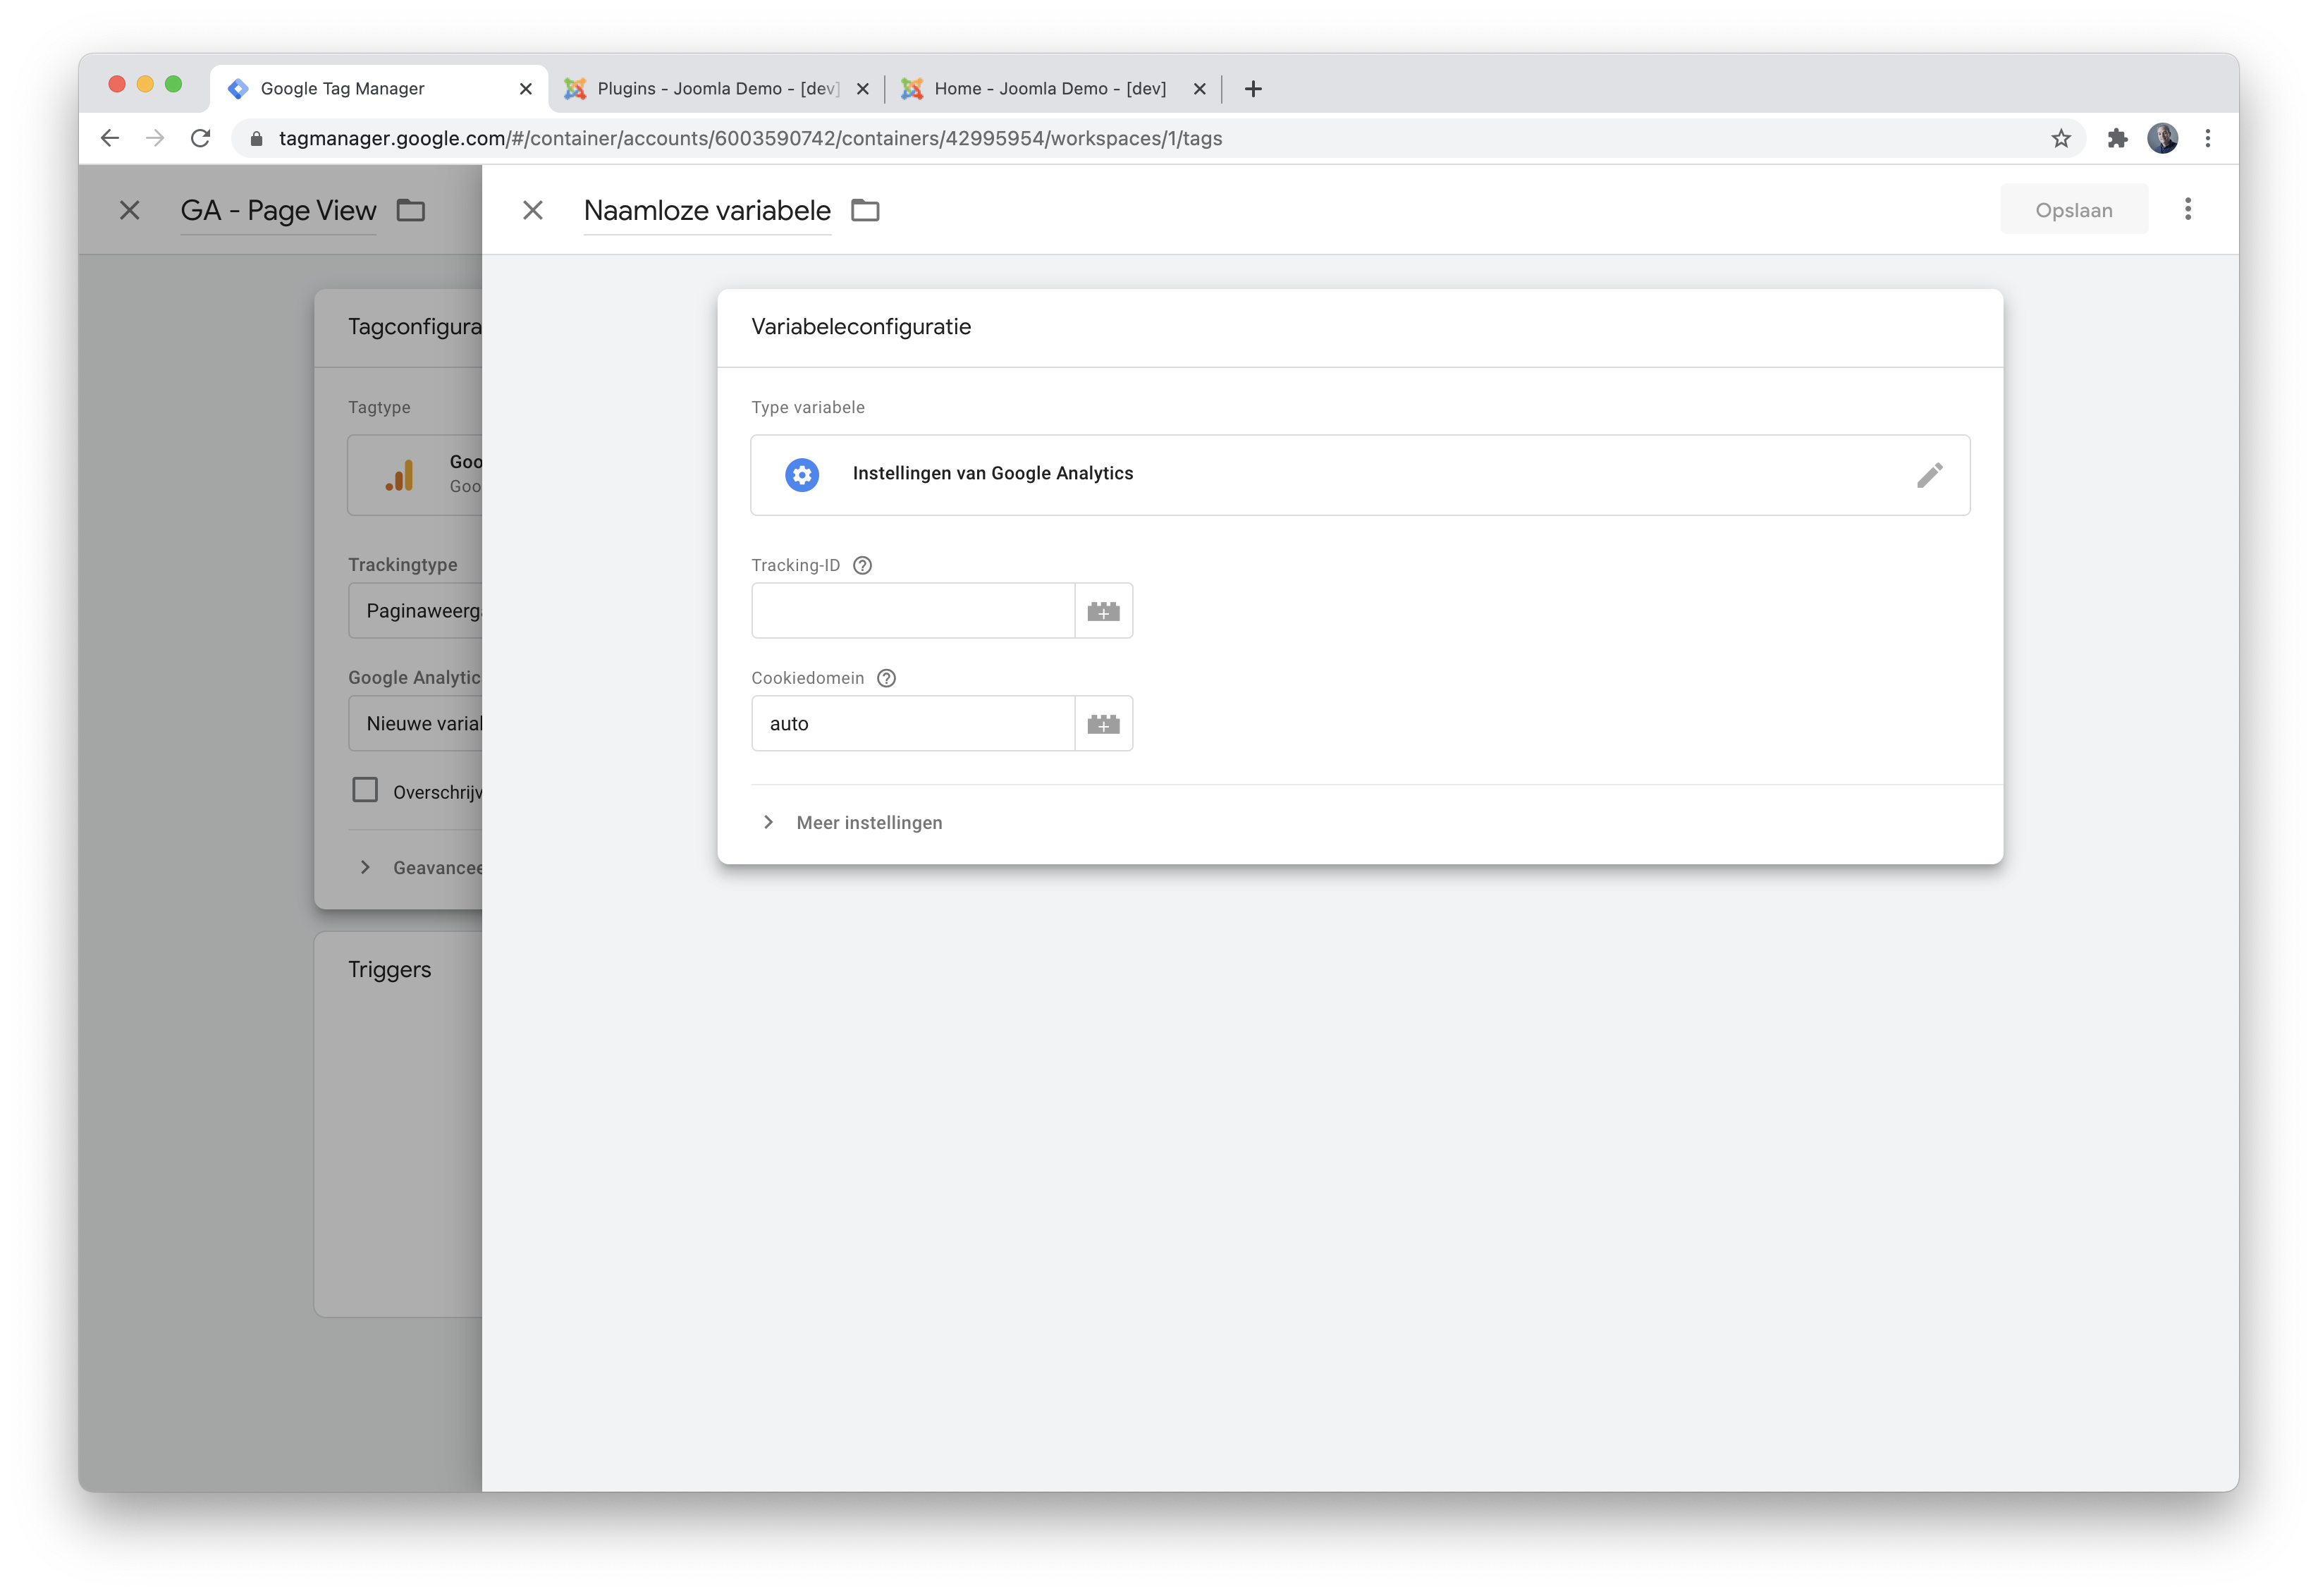 Google Tag Manager
Plugins - Joomla Demo - [dev]
Home - Joomla Demo - [dev]
tagmanager.google.com/#/container/accounts/6003590742/containers/42995954/workspaces/1/tags
GA - Page View
Naamloze variabele
Opslaan
Tagconfigura
Tagtype
Goo
Goo
Trackingtype
Paginaweerg
Google Analytic
Nieuwe varial
Overschrijv
Geavancee
Triggers
Variabeleconfiguratie
Type variabele
Instellingen van Google Analytics
Tracking-ID
Cookiedomein
auto
Meer instellingen